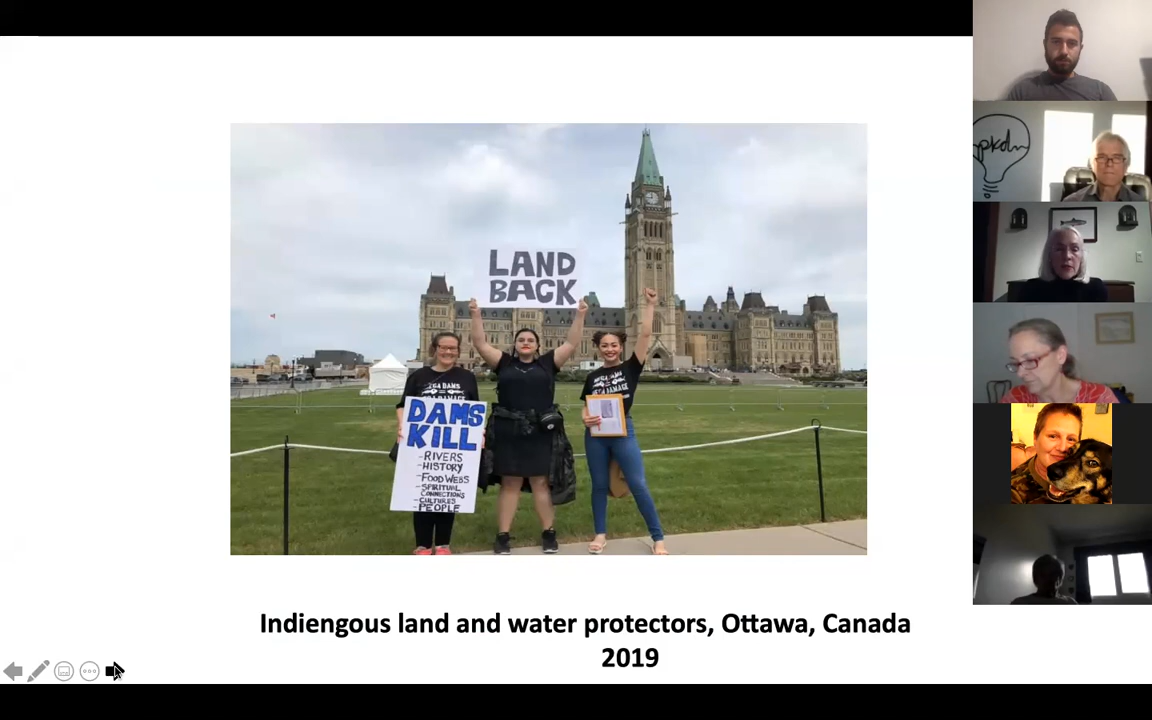 LAND
BACK
DAMS
KILL
-RIVERS
-HISTORY
-FOOD WEBS
-SPIRITUAL
CONNECTIONS
-CULTURES
-PEOPLE
pkdn
Indiengous land and water protectors, Ottawa, Canada
2019